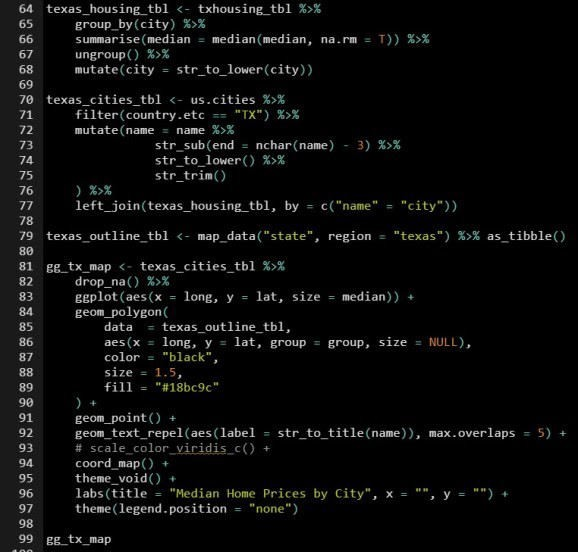 64 texas_housing_tbl <- txhousing_tbl %>%
65     group_by(city) %>%
66     summarise(median = median(median, na.rm = T)) %>%
67     ungroup() %>%
68     mutate(city = str_to_lower(city))
69
70 texas_cities_tbl <- us.cities %>%
71     filter(country.etc == "TX") %>%
72     mutate(name = name %>%
73                str_sub(end = nchar(name) - 3) %>%
74                str_to_lower() %>%
75                str_trim()
76     ) %>%
77     left_join(texas_housing_tbl, by = c("name" = "city"))
78
79 texas_outline_tbl <- map_data("state", region = "texas") %>% as_tibble()
80
81 gg_tx_map <- texas_cities_tbl %>%
82     drop_na() %>%
83     ggplot(aes(x = long, y = lat, size = median)) +
84     geom_polygon(
85         data  = texas_outline_tbl,
86         aes(x = long, y = lat, group = group, size = NULL),
87         color = "black",
88         size = 1.5,
89         fill = "#18bc9c"
90     ) +
91     geom_point() +
92     geom_text_repel(aes(label = str_to_title(name)), max.overlaps = 5) +
93     # scale_color_viridis_c() +
94     coord_map() +
95     theme_void() +
96     labs(title = "Median Home Prices by City", x = "", y = "") +
97     theme(legend.position = "none")
98
99 gg_tx_map